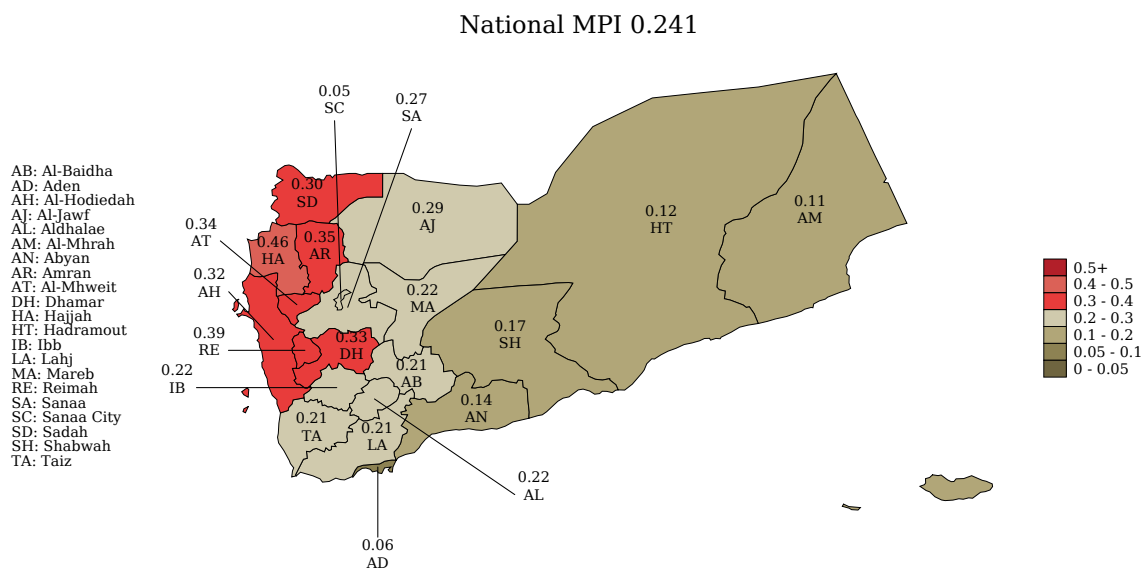 National MPI 0.241
0.05
SC
0.27
SA
AB: Al-Baidha
AD: Aden
AH: Al-Hodiedah
AJ: Al-Jawf
AL: Aldhalae
AM: Al-Mhrah
AN: Abyan
AR: Amran
AT: Al-Mhweit
DH: Dhamar
HA: Hajjah
HT: Hadramout
IB: Ibb
LA: Lahj
MA: Mareb
RE: Reimah
SA: Sanaa
SC: Sanaa City
SD: Sadah
SH: Shabwah
TA: Taiz
0.30
SD
0.29
AJ
0.12
HT
0.11
AM
0.34
AT
0.46
HA
0.35
AR
0.32
AH
0.22
MA
0.39
RE
0.33
DH
0.17
SH
0.22
IB
0.21
AB
0.14
AN
0.21
TA
0.21
LA
0.22
AL
0.06
AD
0.5+
0.4 - 0.5
0.3 - 0.4
0.2 - 0.3
0.1 - 0.2
0.05 - 0.1
0 - 0.05